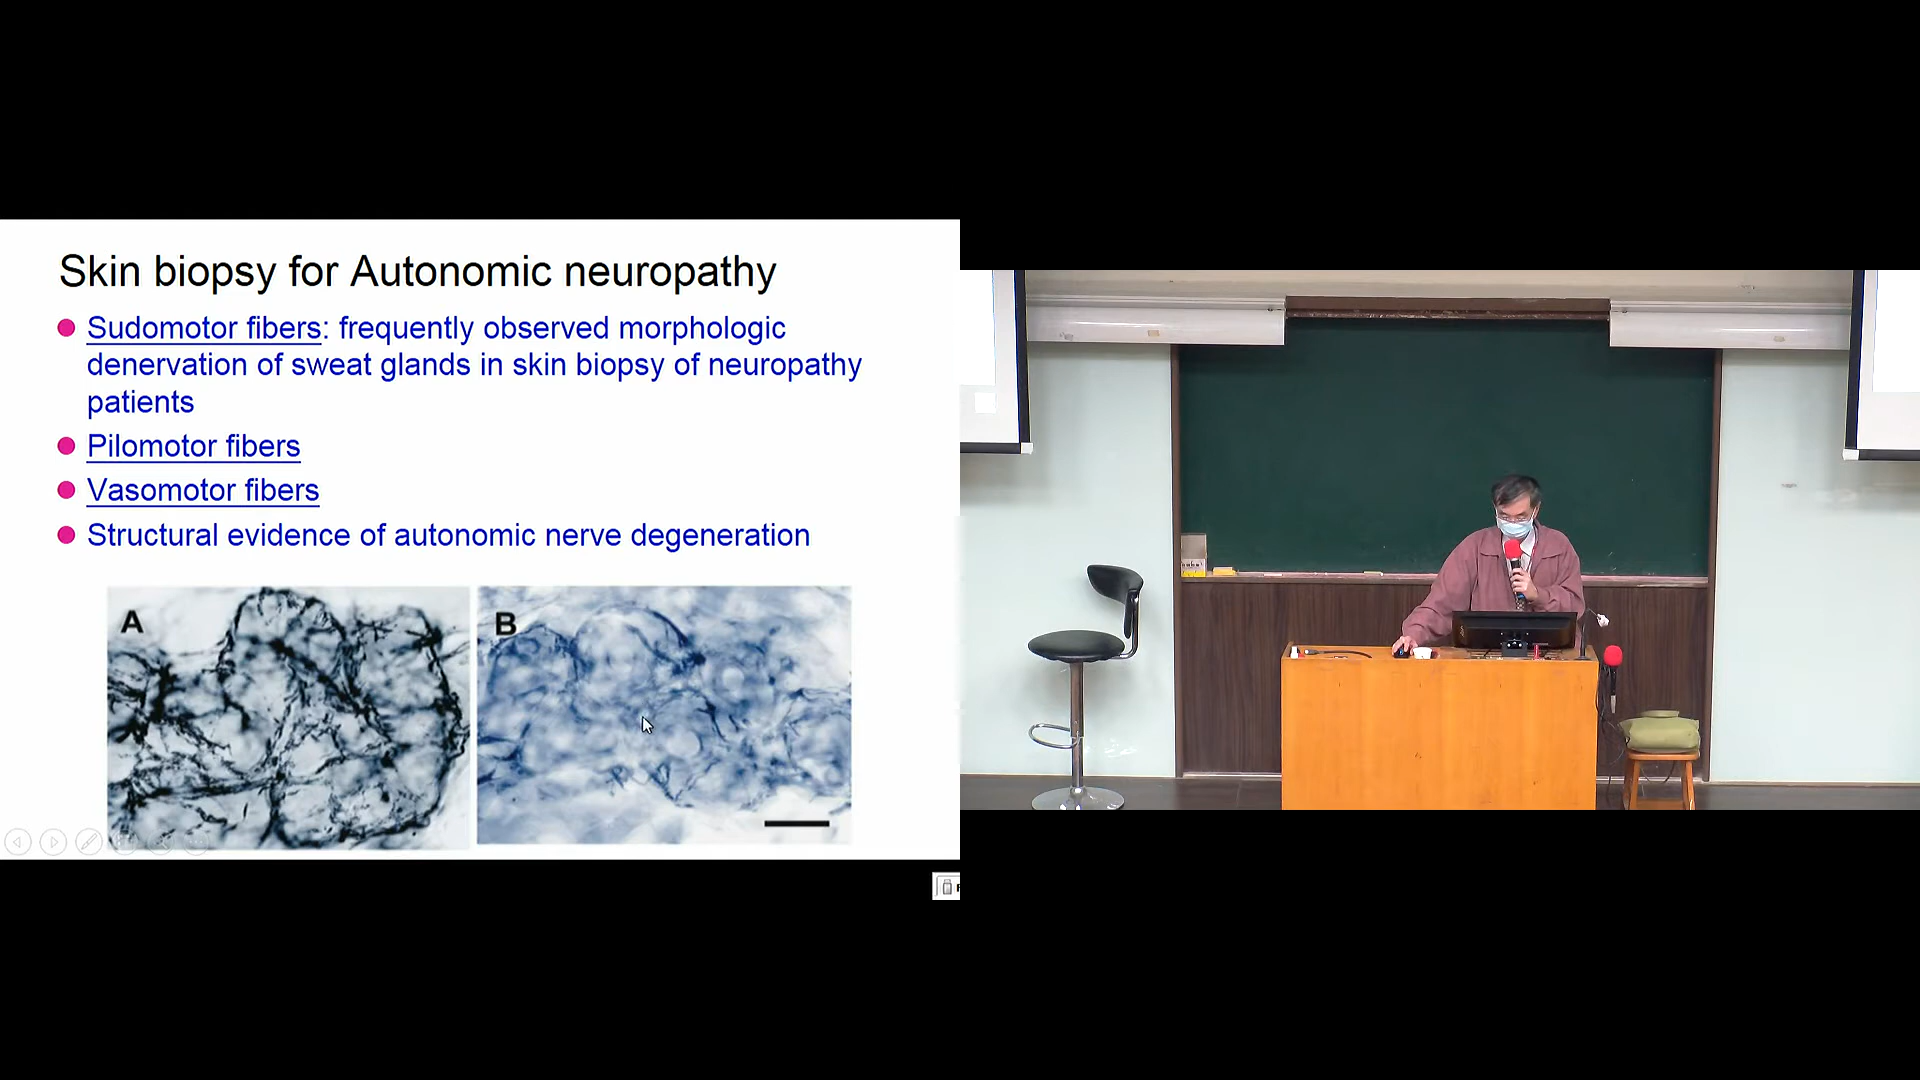 Skin biopsy for Autonomic neuropathy
Sudomotor fibers: frequently observed morphologic
denervation of sweat glands in skin biopsy of neuropathy
patients
Pilomotor fibers
Vasomotor fibers
Structural evidence of autonomic nerve degeneration
A
B